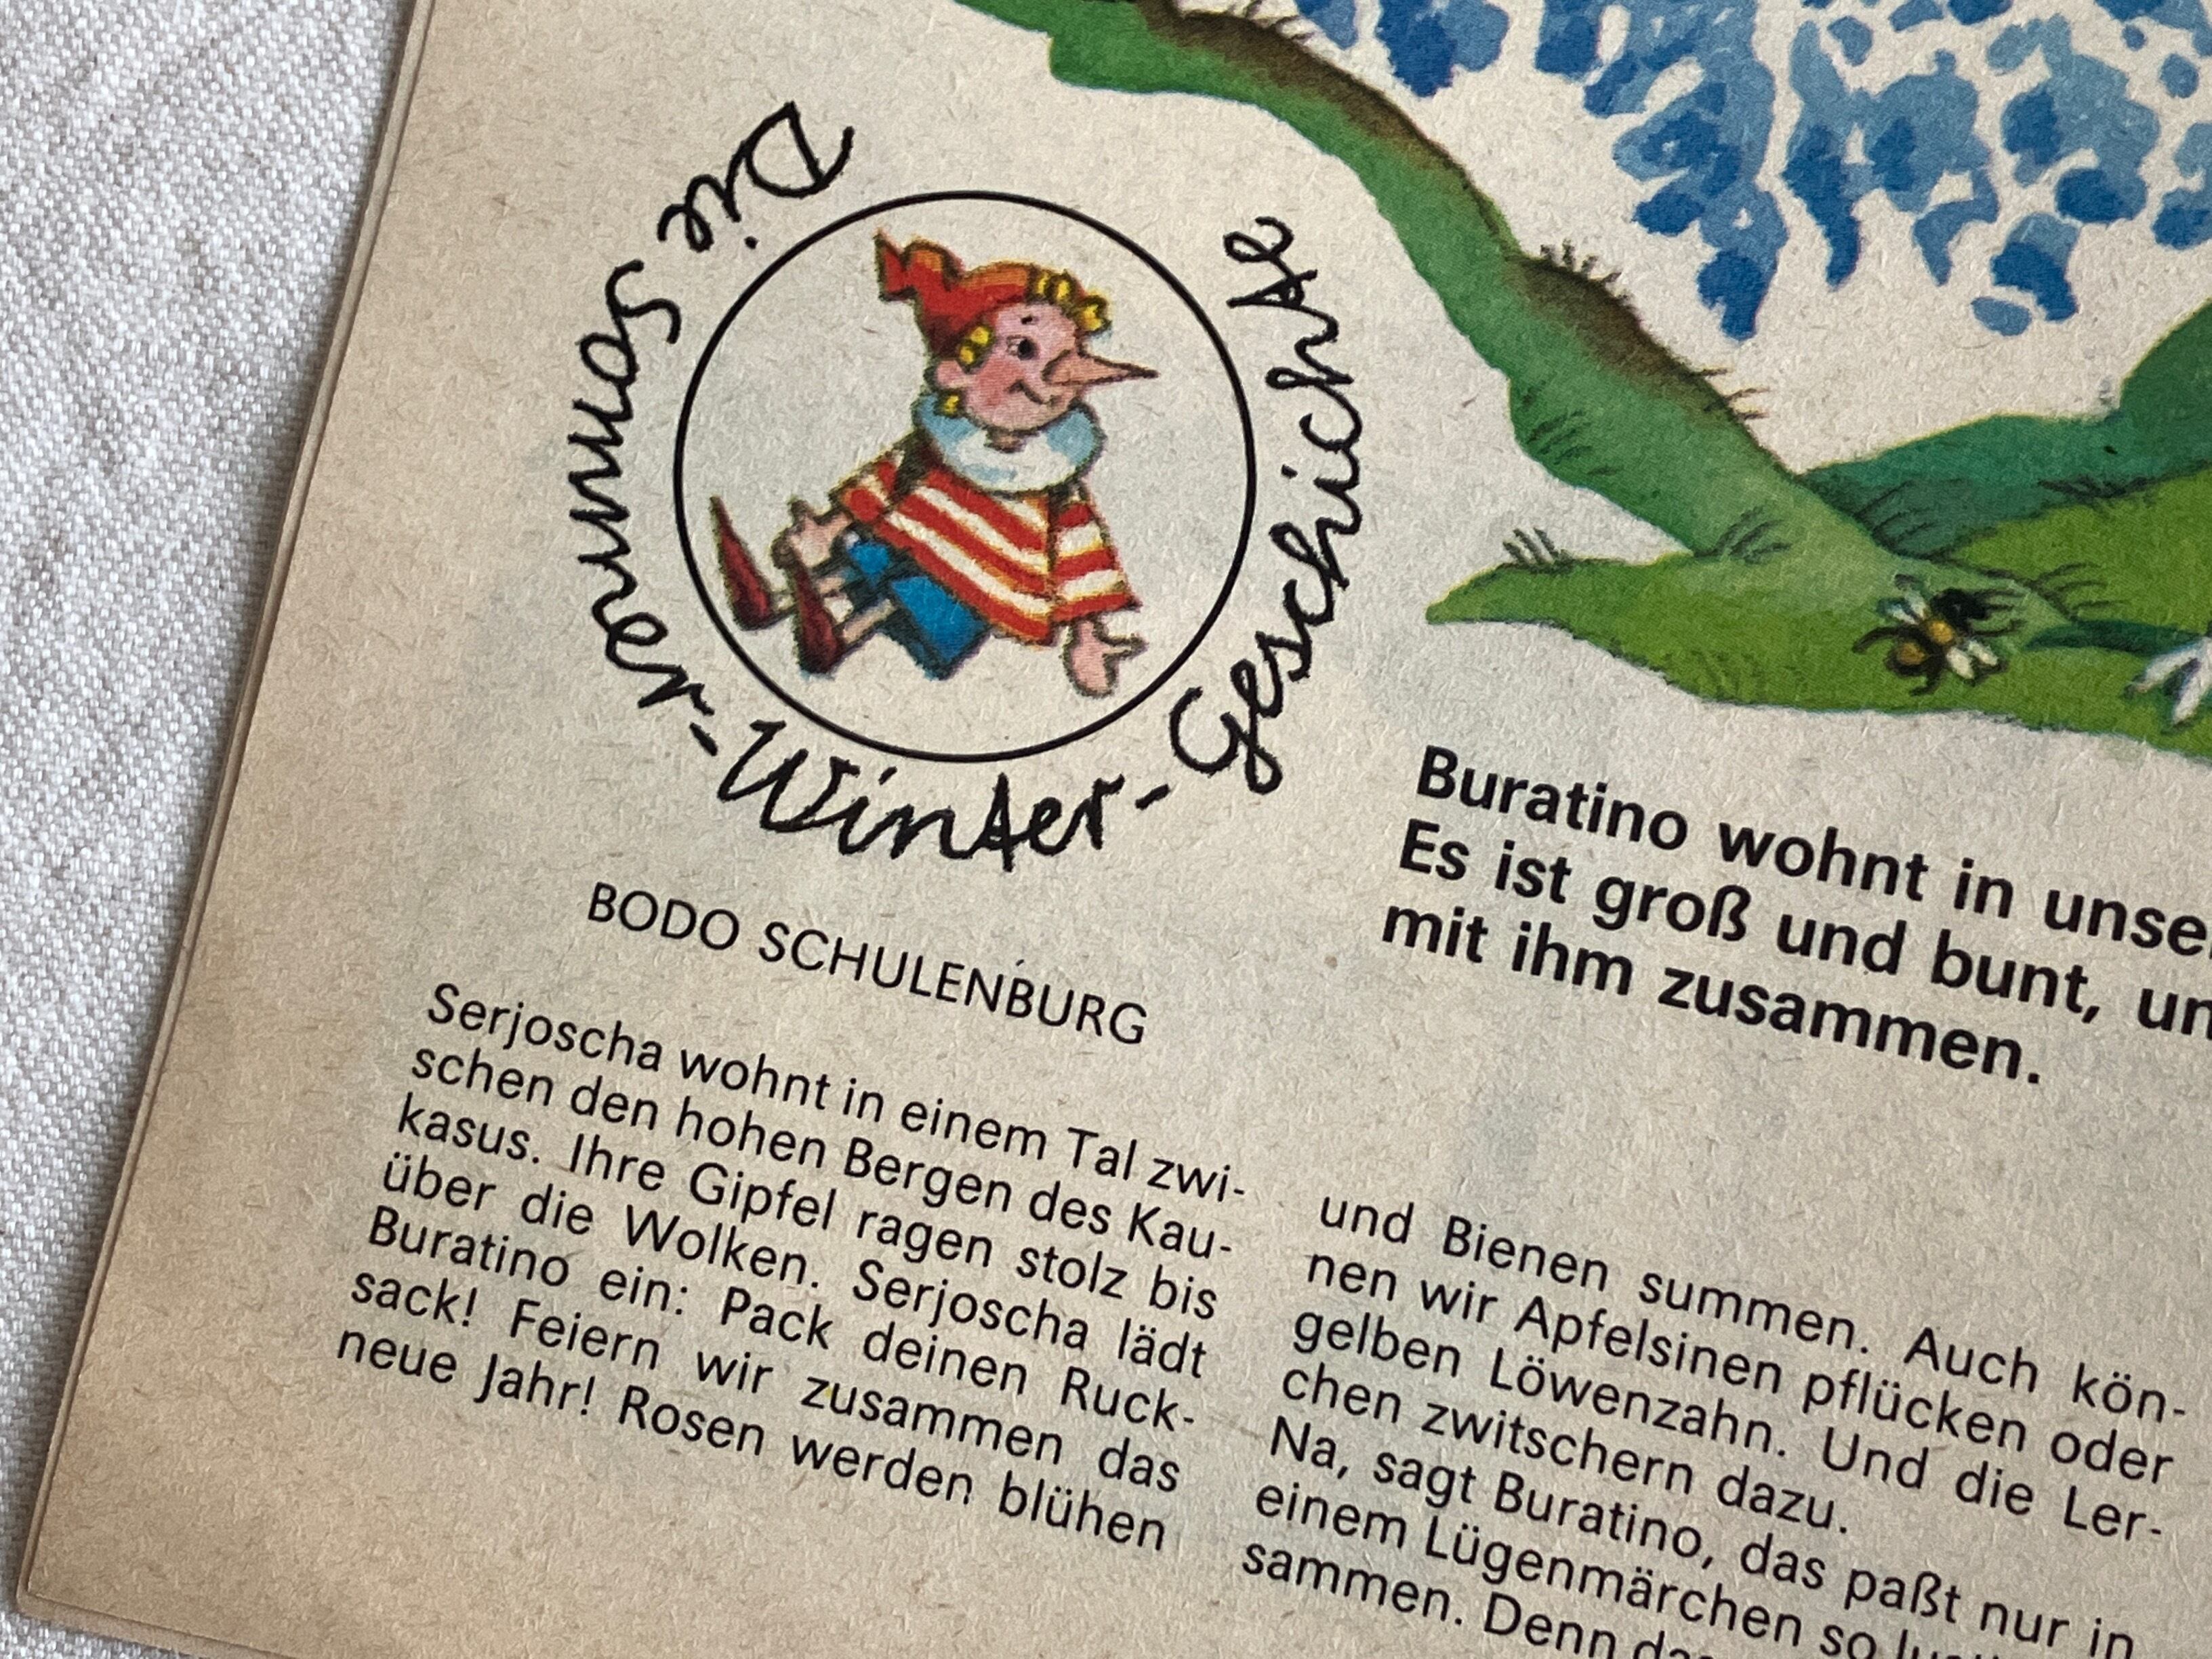 Die Sommer-Winter-Geschichte
BODO SCHULENBURG
Buratino wohnt in
Es ist groß und bunt,
mit ihm zusammen.
Serjoscha wohnt in einem Tal zwi-
schen den hohen Bergen des Kau-
kasus. Ihre Gipfel ragen stolz bis
über die Wolken. Serjoscha lädt
Buratino ein: Pack deinen Ruck-
sack! Feiern wir zusammen das
neue Jahr! Rosen werden blühen
und Bienen summen. Auch kön-
nen wir Apfelsinen pflücken oder
gelben Löwenzahn. Und die Ler-
chen zwitschern dazu.
Na, sagt Buratino, das paßt nur in
einem Lügenmärchen so
sammen. Denn